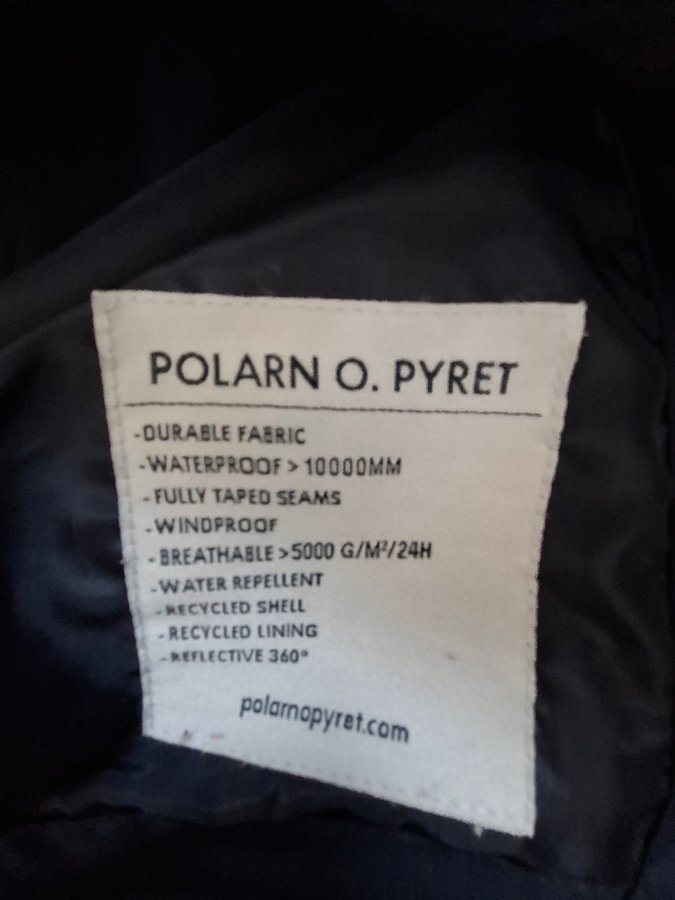 POLARN O. PYRET
-DURABLE FABRIC
-WATERPROOF > 10000MM
-FULLY TAPED SEAMS
-WINDPROOF
-BREATHABLE >5000 G/M²/24H
-WATER REPELLENT
-RECYCLED SHELL
-RECYCLED LINING
-REFLECTIVE 360°
polarnopyret.com